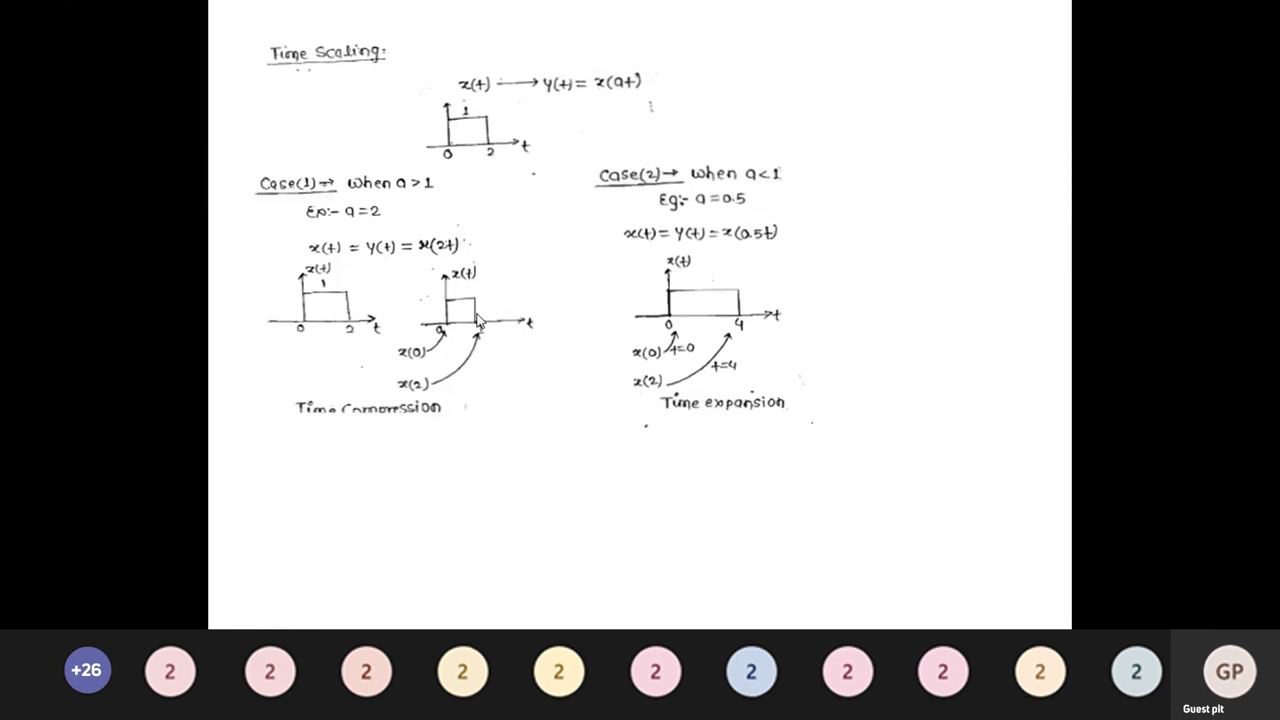 Time Scaling:
x(t) → y(t) = x(at)
1
0 2 t
Case(1)→ when a > 1
Ex:- a = 2
x(t) = y(t) = x(2t)
x(t)
1
0 2 t
x(t)
0 t
x(0)
x(2)
Time Compression
Case(2)→ when a < 1
Eg:- a = 0.5
x(t) = y(t) = x(0.5t)
x(t)
0 4 t
x(0) t=0
x(2) t=4
Time expansion
+26 2 2 2 2 2 2 2 2 2 2 2 GP
Guest pit